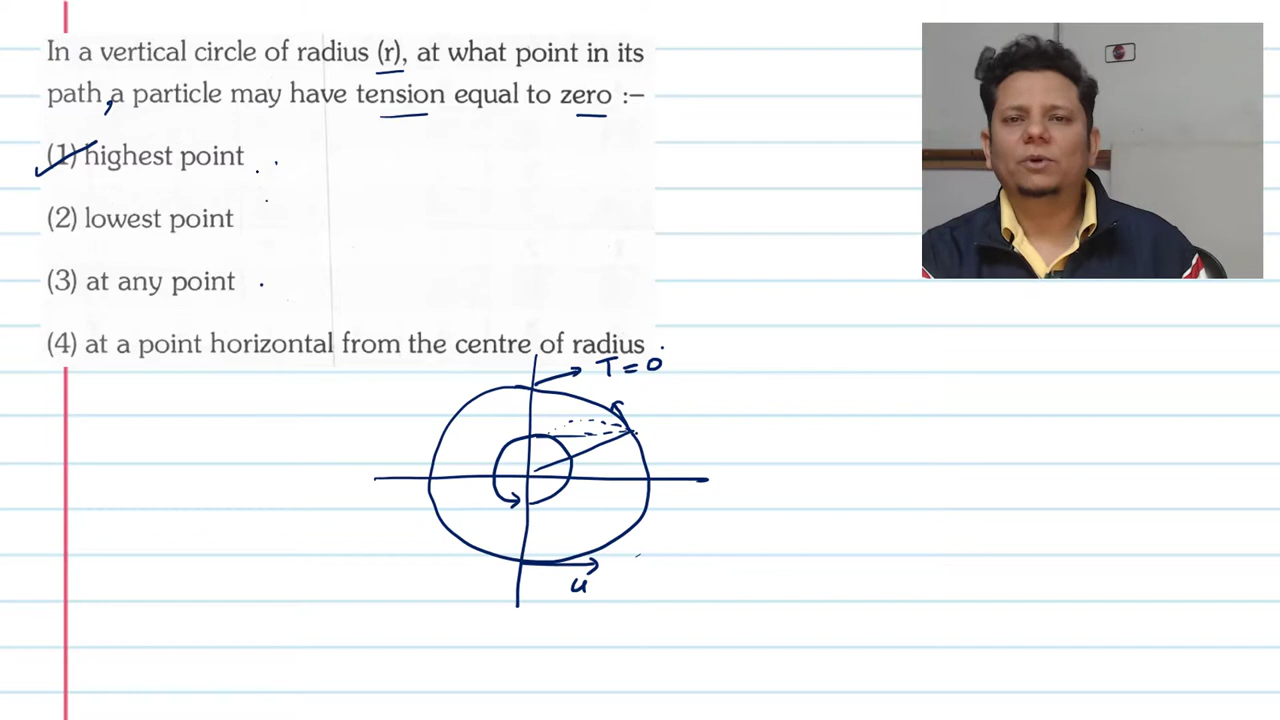 In a vertical circle of radius (r), at what point in its
path, a particle may have tension equal to zero :–
(1) highest point
(2) lowest point
(3) at any point
(4) at a point horizontal from the centre of radius
T = 0
u